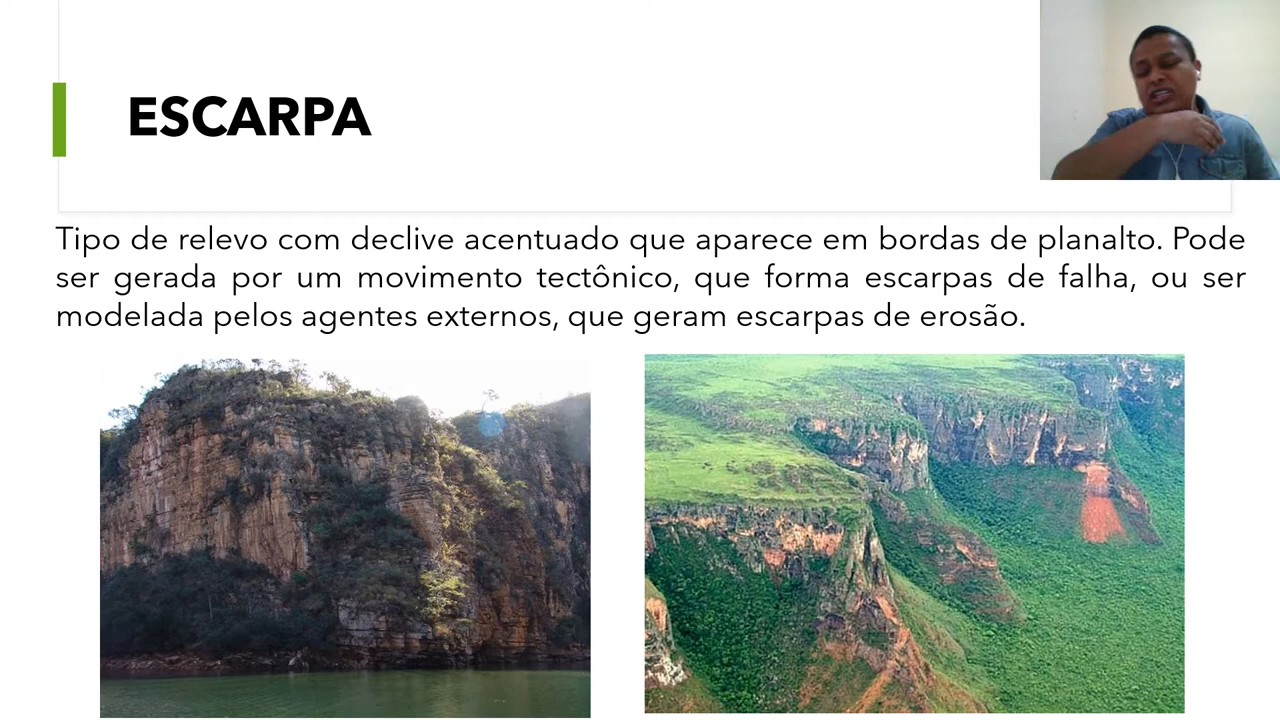 ESCARPA
Tipo de relevo com declive acentuado que aparece em bordas de planalto. Pode
ser gerada por um movimento tectônico, que forma escarpas de falha, ou ser
modelada pelos agentes externos, que geram escarpas de erosão.